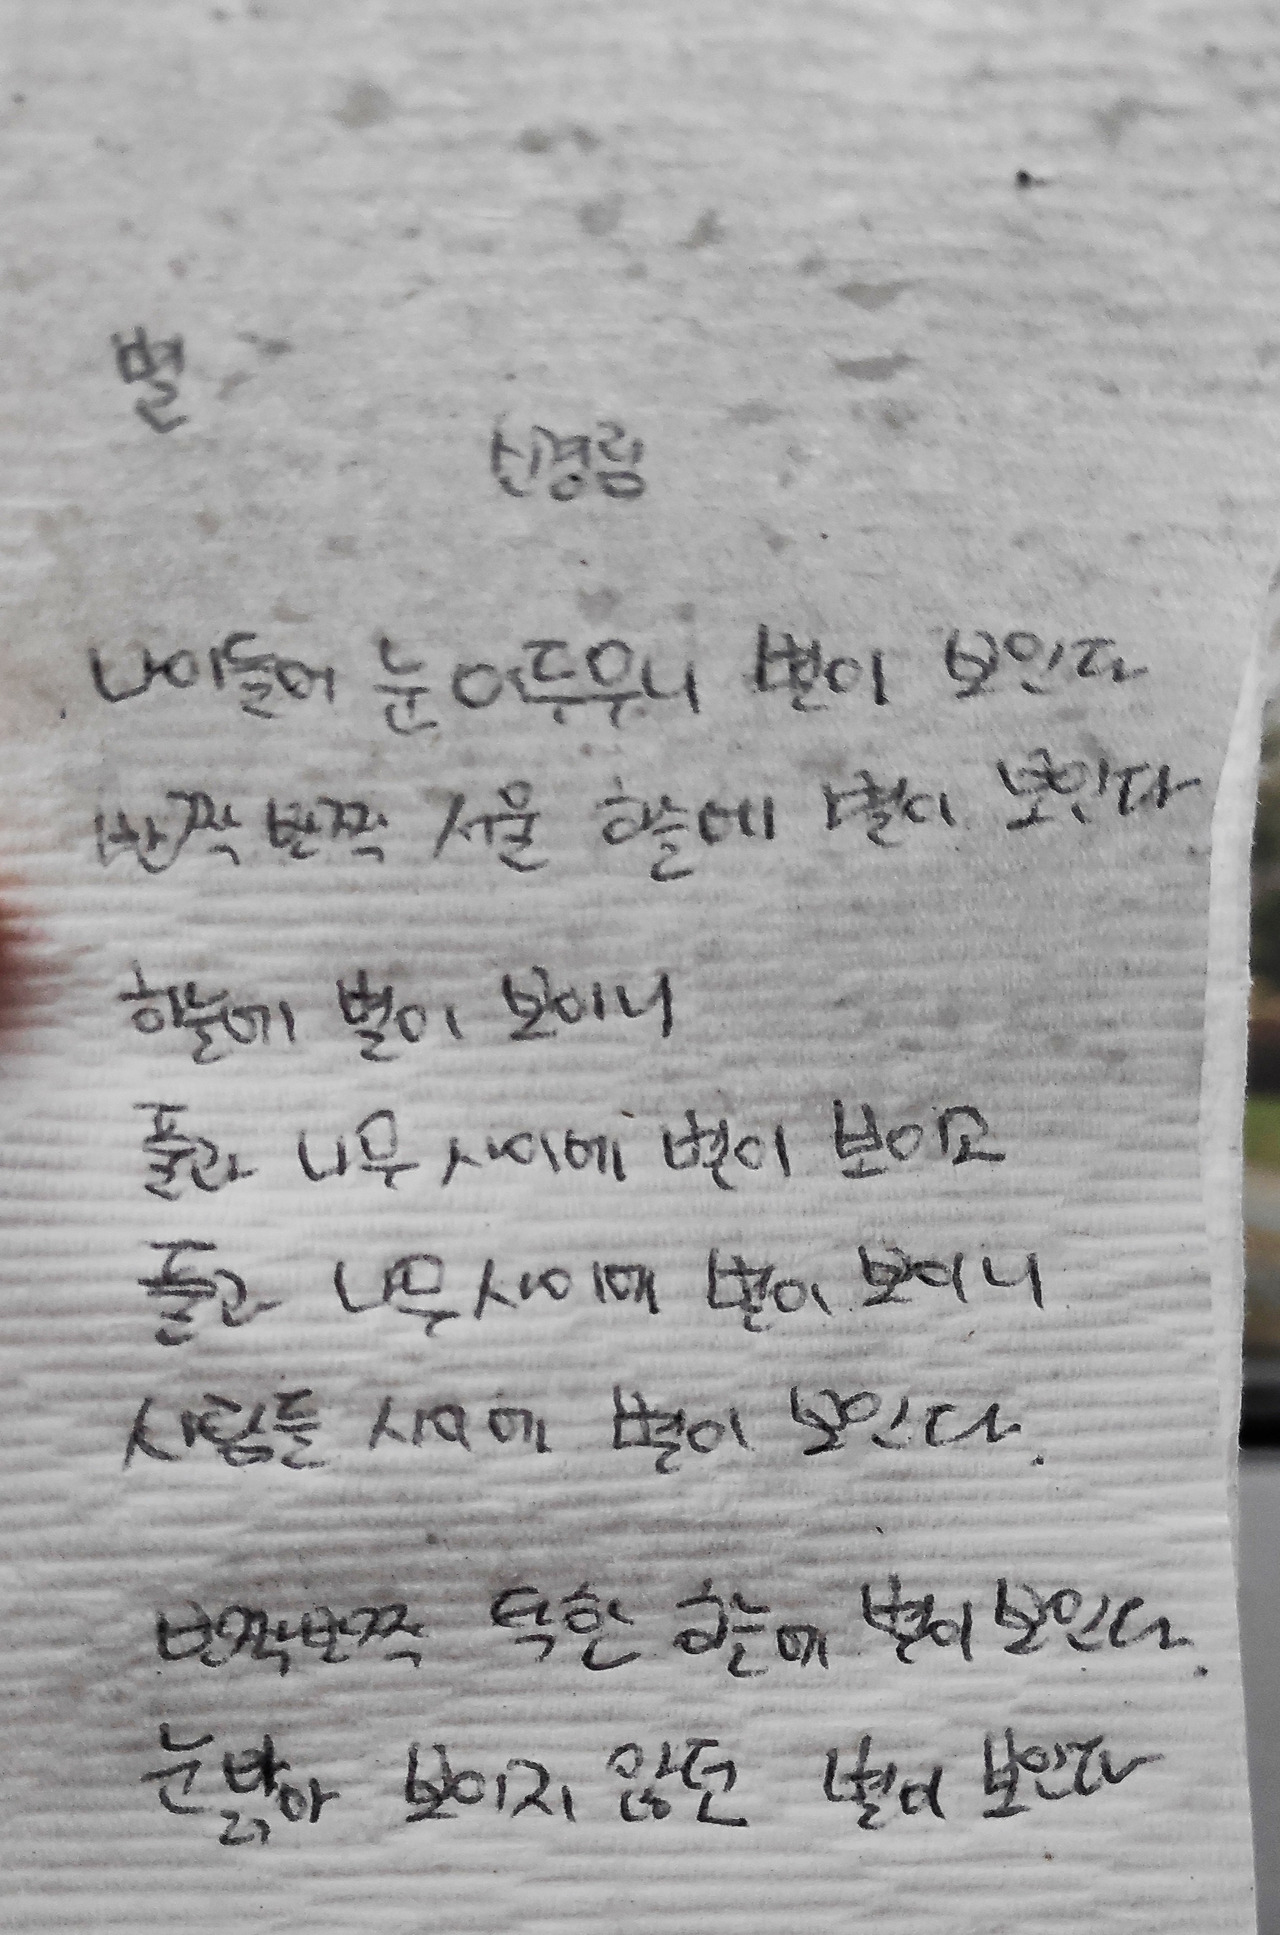 별
신경림
나이들어 눈 어두우니 별이 보인다
반짝반짝 서울 하늘에 별이 보인다
하늘에 별이 보이니
풀과 나무 사이에 별이 보이고
풀과 나무 사이에 별이 보이니
사람들 사이에 별이 보인다.
반짝반짝 탁한 하늘에 별이 보인다.
눈 밝아 보이지 않던 별이 보인다